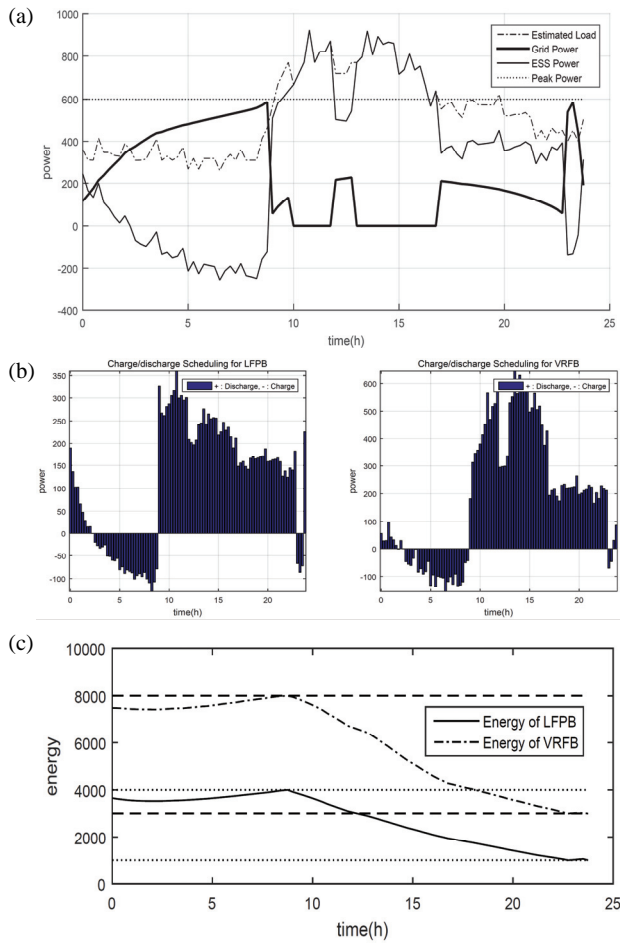 (a)
1000
800
600
400
200
0
-200
-400
power
0
5
10
15
20
25
time(h)
Estimated Load
Grid Power
ESS Power
Peak Power
(b)
Charge/discharge Scheduling for LFPB
+ : Discharge, - : Charge
350
300
250
200
150
100
50
0
-50
-100
power
0
5
10
15
20
time(h)
Charge/discharge Scheduling for VRFB
+ : Discharge, - : Charge
600
500
400
300
200
100
0
-100
power
0
5
10
15
20
time(h)
(c)
10000
8000
6000
4000
2000
0
energy
Energy of LFPB
Energy of VRFB
0
5
10
15
20
25
time(h)